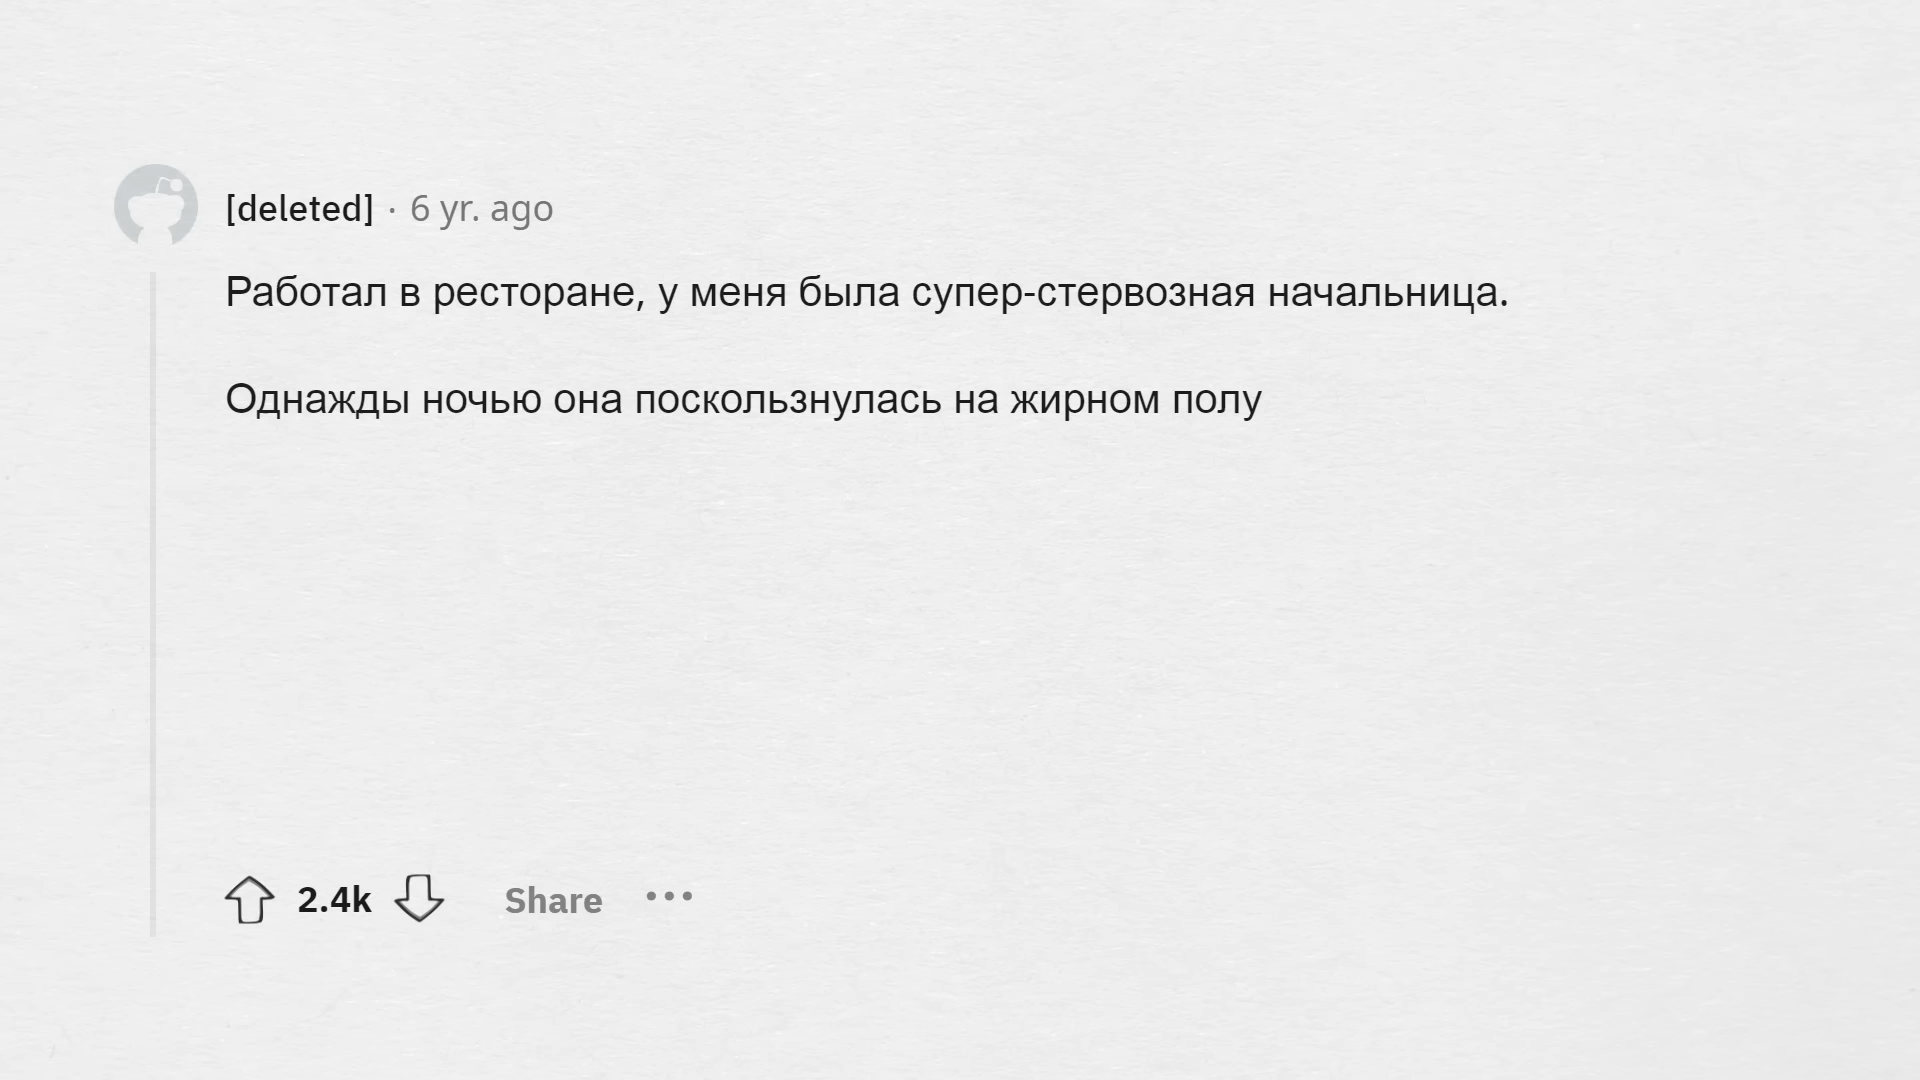 [deleted] · 6 yr. ago
Работал в ресторане, у меня была супер-стервозная начальница.
Однажды ночью она поскользнулась на жирном полу
2.4k Share •••